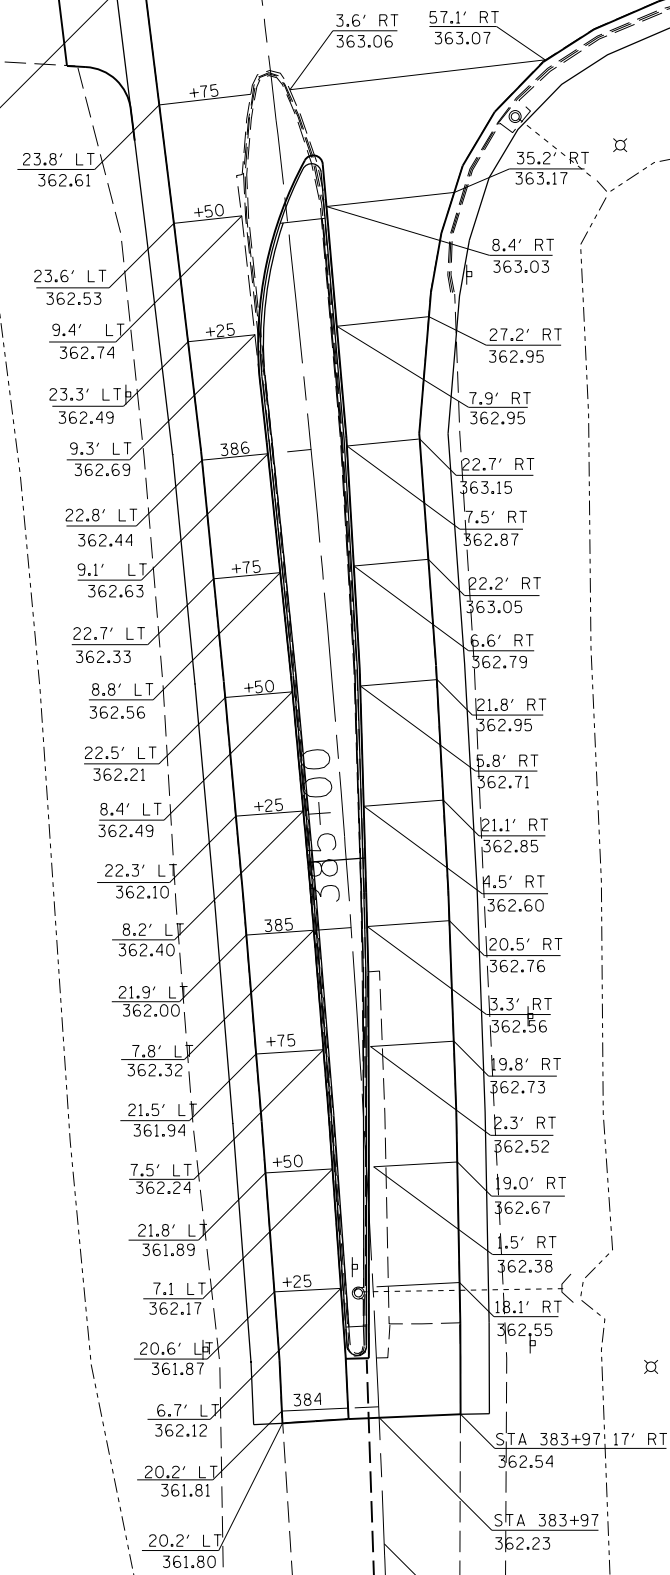 3.6' RT
363.06
57.1' RT
363.07
+75
23.8' LT
362.61
35.2' RT
363.17
+50
8.4' RT
363.03
23.6' LT
362.53
9.4' LT
362.74
+25
27.2' RT
362.95
23.3' LT
362.49
7.9' RT
362.95
9.3' LT
362.69
386
22.7' RT
363.15
22.8' LT
362.44
7.5' RT
362.87
9.1' LT
362.63
+75
22.2' RT
363.05
22.7' LT
362.33
6.6' RT
362.79
8.8' LT
362.56
+50
21.8' RT
362.95
22.5' LT
362.21
5.8' RT
362.71
8.4' LT
362.49
+25
385+00
21.1' RT
362.85
22.3' LT
362.10
4.5' RT
362.60
8.2' LT
362.40
385
20.5' RT
362.76
21.9' LT
362.00
3.3' RT
362.56
7.8' LT
362.32
+75
19.8' RT
362.73
21.5' LT
361.94
2.3' RT
362.52
7.5' LT
362.24
+50
19.0' RT
362.67
21.8' LT
361.89
1.5' RT
362.38
7.1 LT
362.17
+25
18.1' RT
362.55
20.6' LT
361.87
6.7' LT
362.12
384
STA 383+97 17' RT
362.54
20.2' LT
361.81
STA 383+97
362.23
20.2' LT
361.80